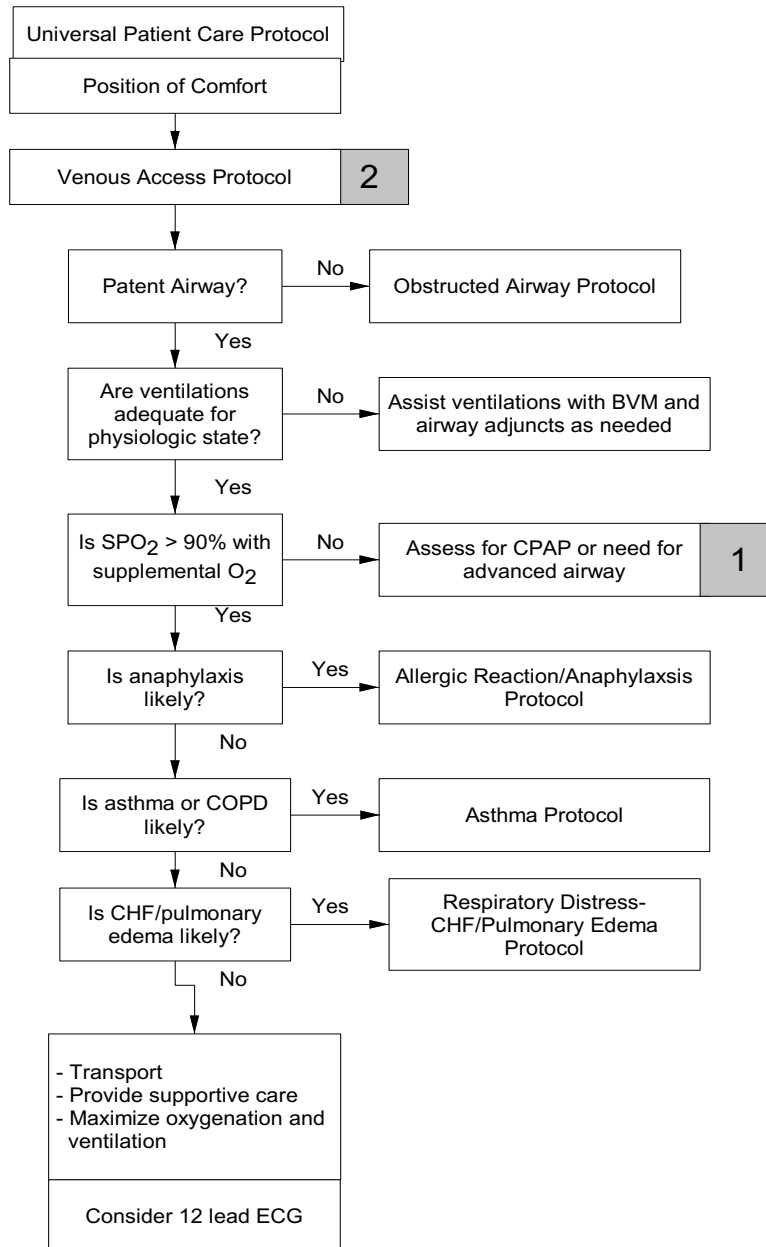 Universal Patient Care Protocol
Position of Comfort
Venous Access Protocol
2
Patent Airway?
No
Obstructed Airway Protocol
Yes
Are ventilations
adequate for
physiologic state?
No
Assist ventilations with BVM and
airway adjuncts as needed
Yes
Is SPO2 > 90% with
supplemental O2
No
Assess for CPAP or need for
advanced airway
1
Yes
Is anaphylaxis
likely?
Yes
Allergic Reaction/Anaphylaxsis
Protocol
No
Is asthma or COPD
likely?
Yes
Asthma Protocol
No
Is CHF/pulmonary
edema likely?
Yes
Respiratory Distress-
CHF/Pulmonary Edema
Protocol
No
- Transport
- Provide supportive care
- Maximize oxygenation and
ventilation
Consider 12 lead ECG